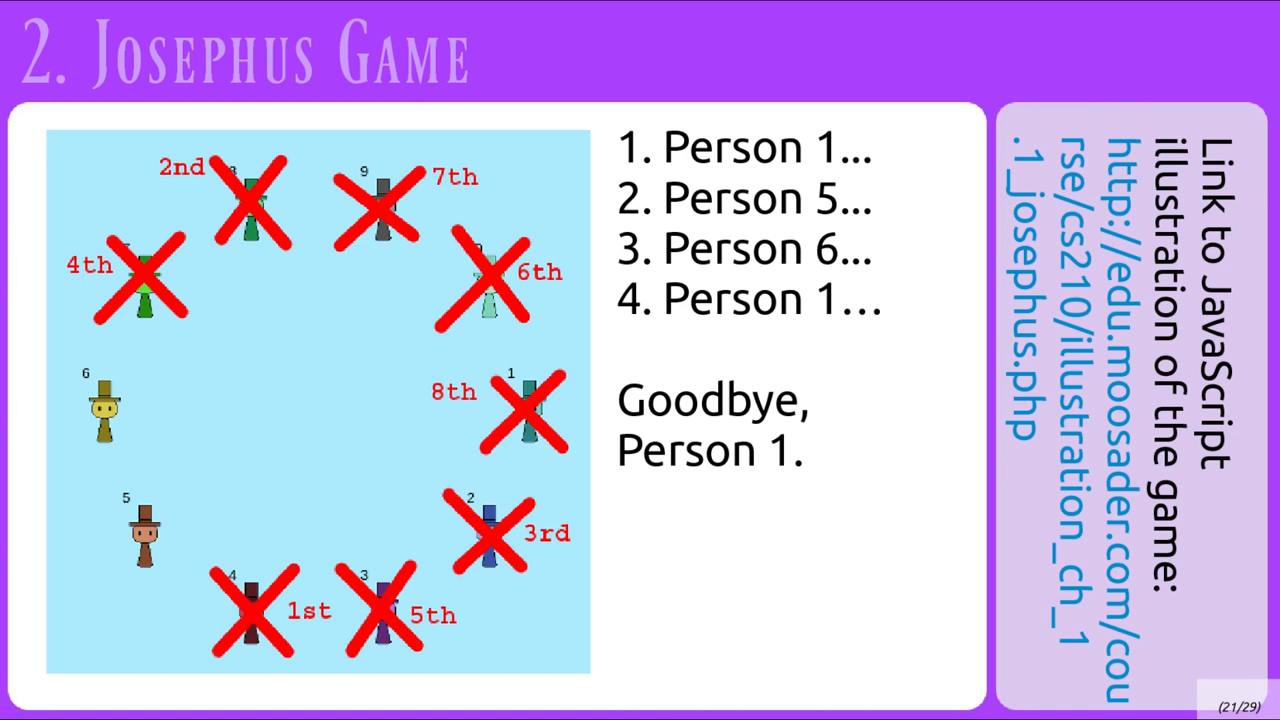 2. Josephus Game
2nd
9
7th
4th
6th
6
8th
1
5
2
3rd
4
1st
3
5th
1. Person 1...
2. Person 5...
3. Person 6...
4. Person 1...
Goodbye,
Person 1.
Link to JavaScript
illustration of the game:
http://edu.moosader.com/cou
rse/cs210/illustration_ch_1
.1_josephus.php
(21/29)